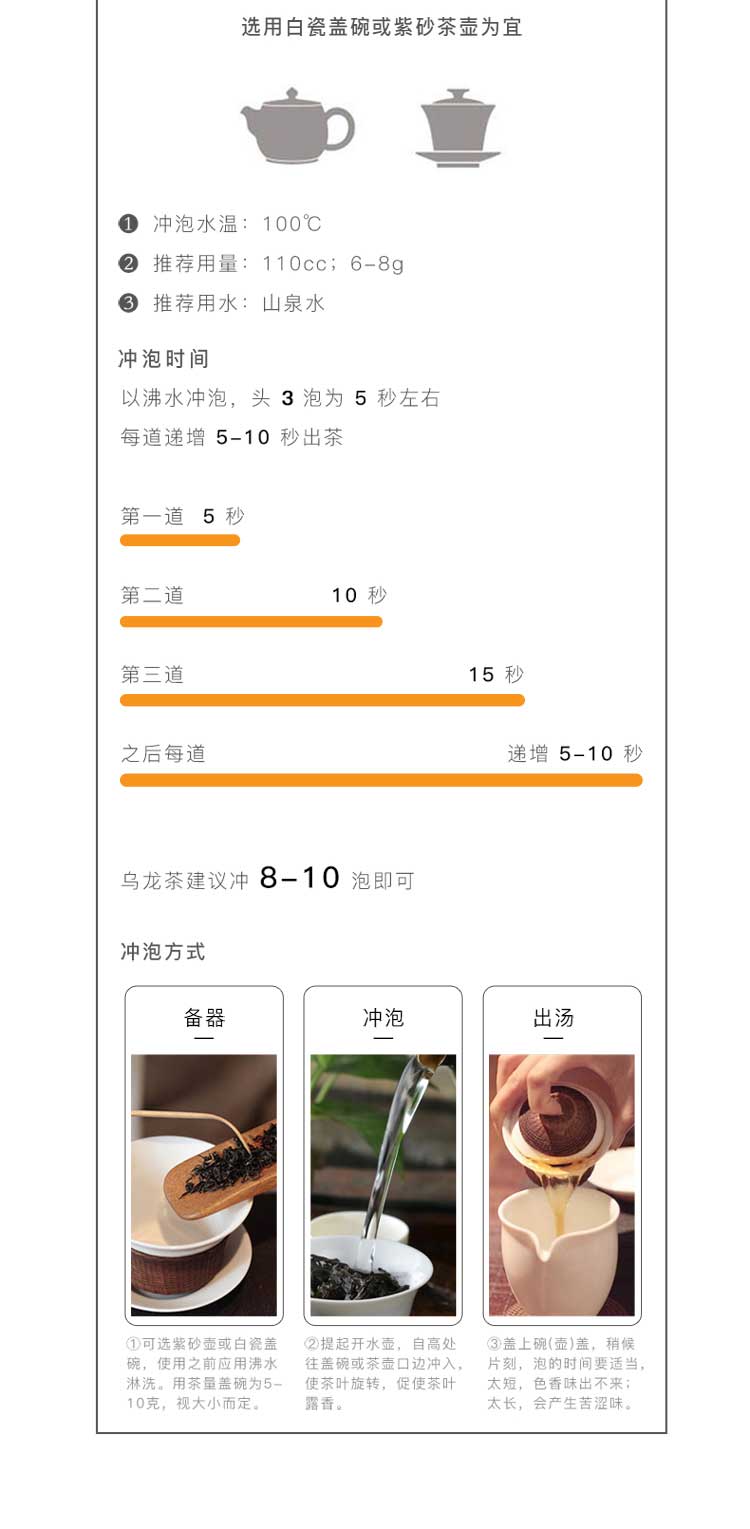 选用白瓷盖碗或紫砂茶壶为宜
❶ 冲泡水温：100℃
❷ 推荐用量：110cc；6-8g
❸ 推荐用水：山泉水
冲泡时间
以沸水冲泡，头 3 泡为 5 秒左右
每道递增 5-10 秒出茶
第一道 5 秒
第二道 10 秒
第三道 15 秒
之后每道 递增 5-10 秒
乌龙茶建议冲 8-10 泡即可
冲泡方式
备器
冲泡
出汤
①可选紫砂壶或白瓷盖
碗，使用之前应用沸水
淋洗。用茶量盖碗为5-
10克，视大小而定。
②提起开水壶，自高处
往盖碗或茶壶口边冲入，
使茶叶旋转，促使茶叶
露香。
③盖上碗(壶)盖，稍候
片刻，泡的时间要适当，
太短，色香味出不来；
太长，会产生苦涩味。